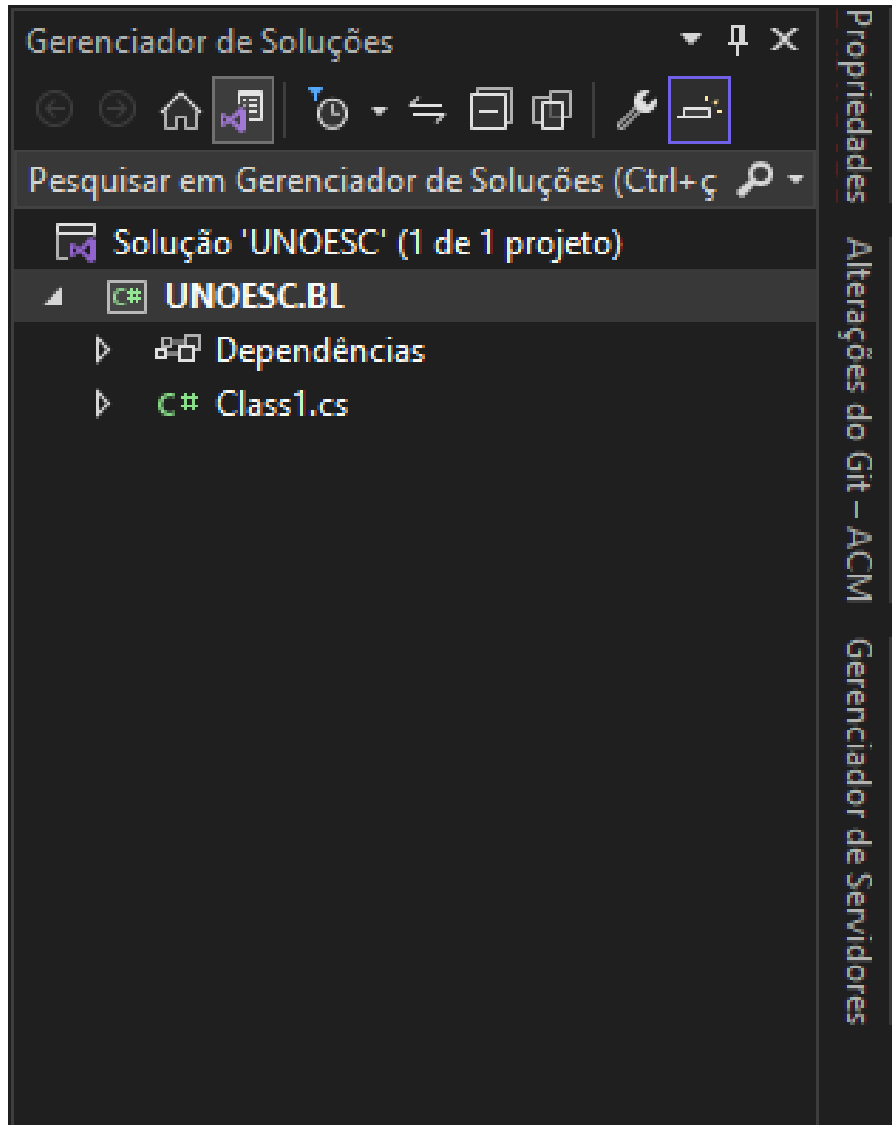 Gerenciador de Soluções
Pesquisar em Gerenciador de Soluções (Ctrl+ç
Solução 'UNOESC' (1 de 1 projeto)
C# UNOESC.BL
Dependências
C# Class1.cs
Propriedades
Alterações do Git – ACM
Gerenciador de Servidores